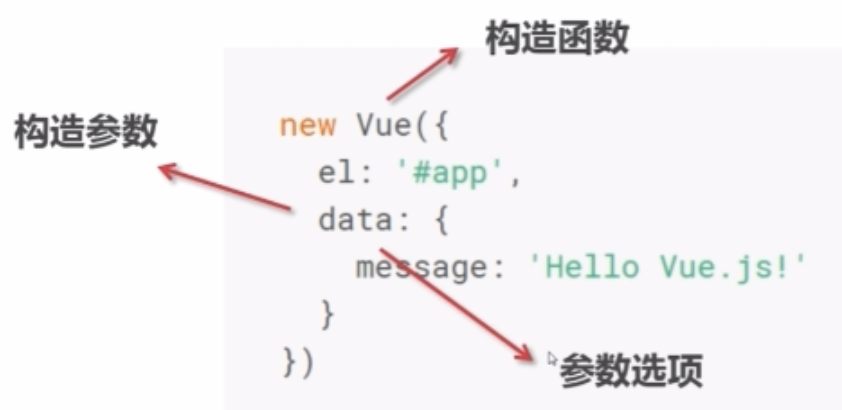 构造函数
构造参数
new Vue({
  el: '#app',
  data: {
    message: 'Hello Vue.js!'
  }
})
参数选项